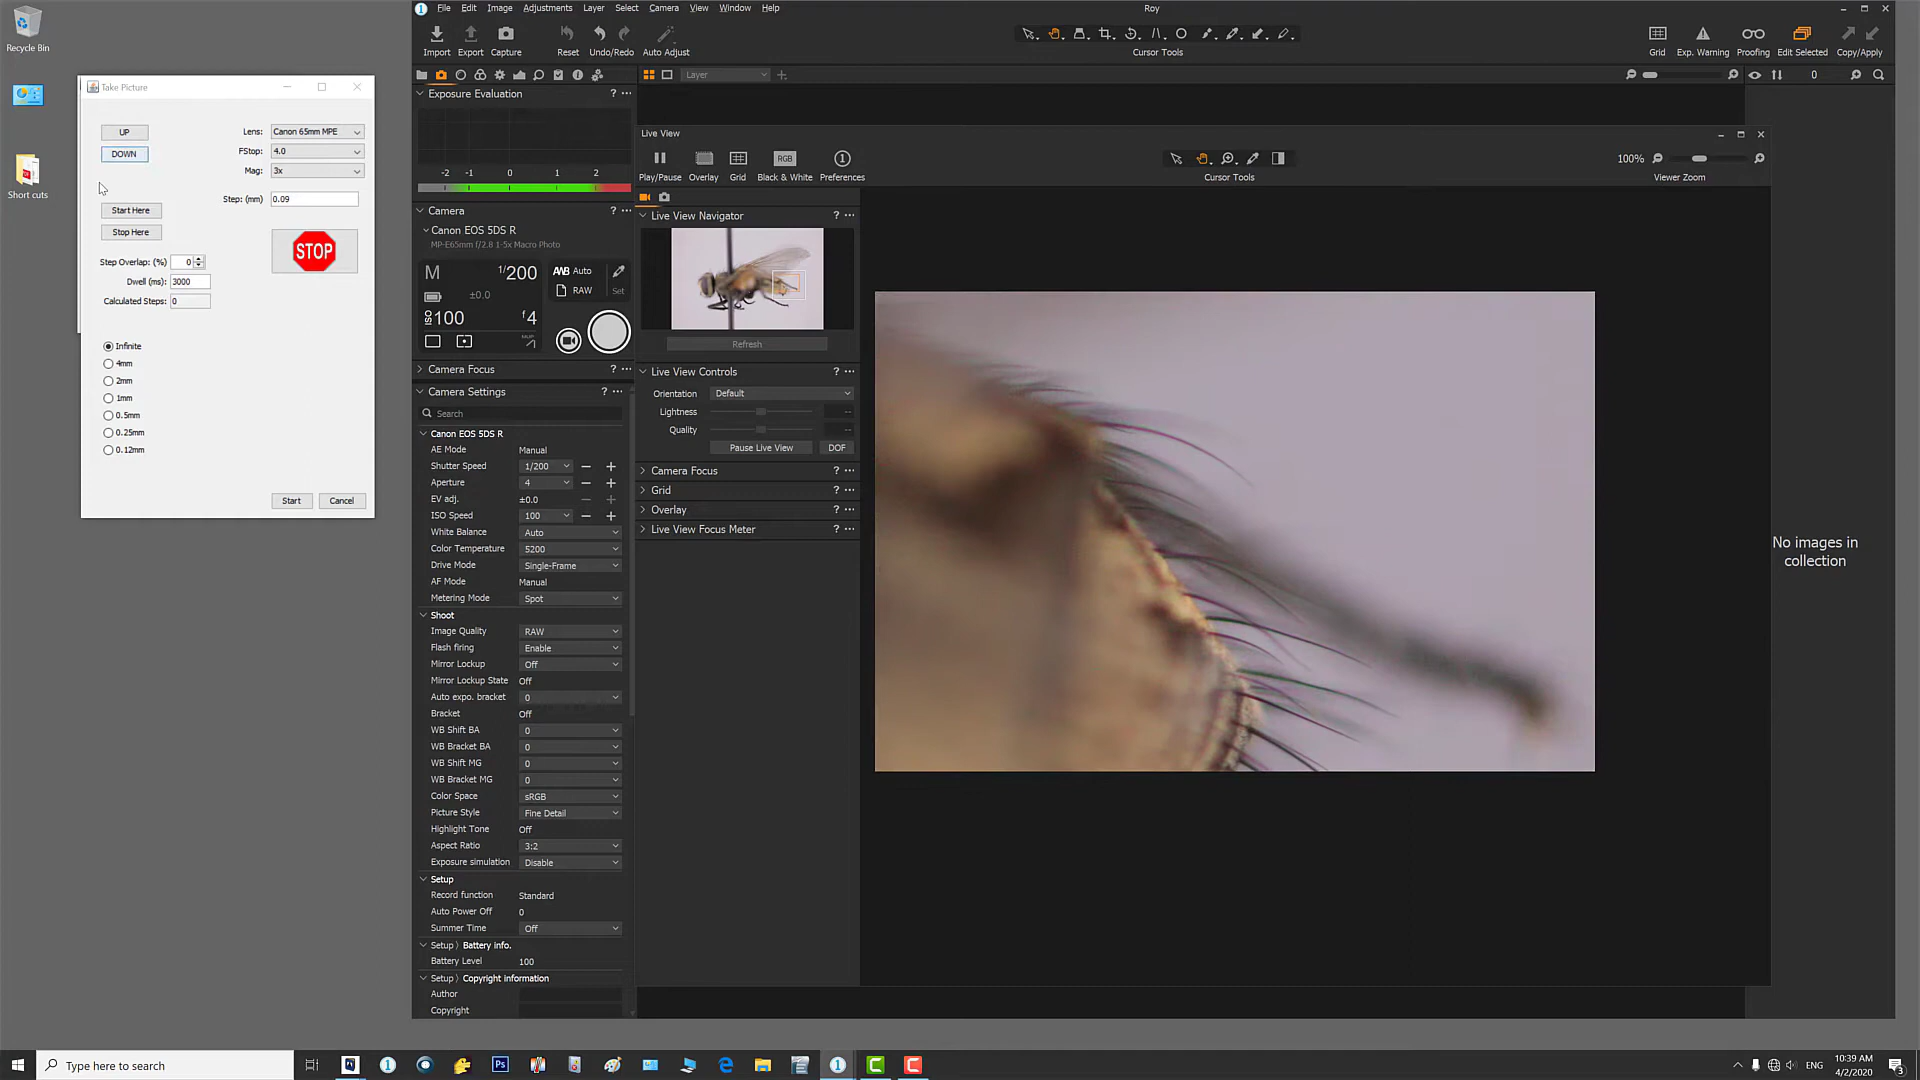 Recycle Bin
Short cuts
Take Picture
UP
DOWN
Lens: Canon 65mm MPE
FStop: 4.0
Mag: 3x
Step: (mm) 0.09
Start Here
Stop Here
STOP
Step Overlap: (%) 0
Dwell (ms): 3000
Calculated Steps: 0
Infinite
4mm
2mm
1mm
0.5mm
0.25mm
0.12mm
Start Cancel
File Edit Image Adjustments Layer Select Camera View Window Help
Roy
Import Export Capture Reset Undo/Redo Auto Adjust
Cursor Tools
Grid Exp. Warning Proofing Edit Selected Copy/Apply
Layer
0
Exposure Evaluation ? ...
-2 -1 0 1 2
Camera ? ...
Canon EOS 5DS R
MP-E65mm f/2.8 1-5x Macro Photo
M 1/200
±0.0
AWB Auto
RAW Set
ISO 100 f 4
Camera Focus ? ...
Camera Settings ? ...
Search
Canon EOS 5DS R
AE Mode Manual
Shutter Speed 1/200
Aperture 4
EV adj. ±0.0
ISO Speed 100
White Balance Auto
Color Temperature 5200
Drive Mode Single-Frame
AF Mode Manual
Metering Mode Spot
Shoot
Image Quality RAW
Flash firing Enable
Mirror Lockup Off
Mirror Lockup State Off
Auto expo. bracket 0
Bracket Off
WB Shift BA 0
WB Bracket BA 0
WB Shift MG 0
WB Bracket MG 0
Color Space sRGB
Picture Style Fine Detail
Highlight Tone Off
Aspect Ratio 3:2
Exposure simulation Disable
Setup
Record function Standard
Auto Power Off 0
Summer Time Off
Setup ⟩ Battery info.
Battery Level 100
Setup ⟩ Copyright information
Author
Copyright
Live View
Play/Pause Overlay Grid RGB Black & White Preferences
Cursor Tools
100%
Viewer Zoom
Live View Navigator ? ...
Refresh
Live View Controls ? ...
Orientation Default
Lightness --
Quality --
Pause Live View DOF
Camera Focus ? ...
Grid ? ...
Overlay ? ...
Live View Focus Meter ? ...
No images in
collection
Type here to search
Ps
ENG
10:39 AM
4/2/2020
3